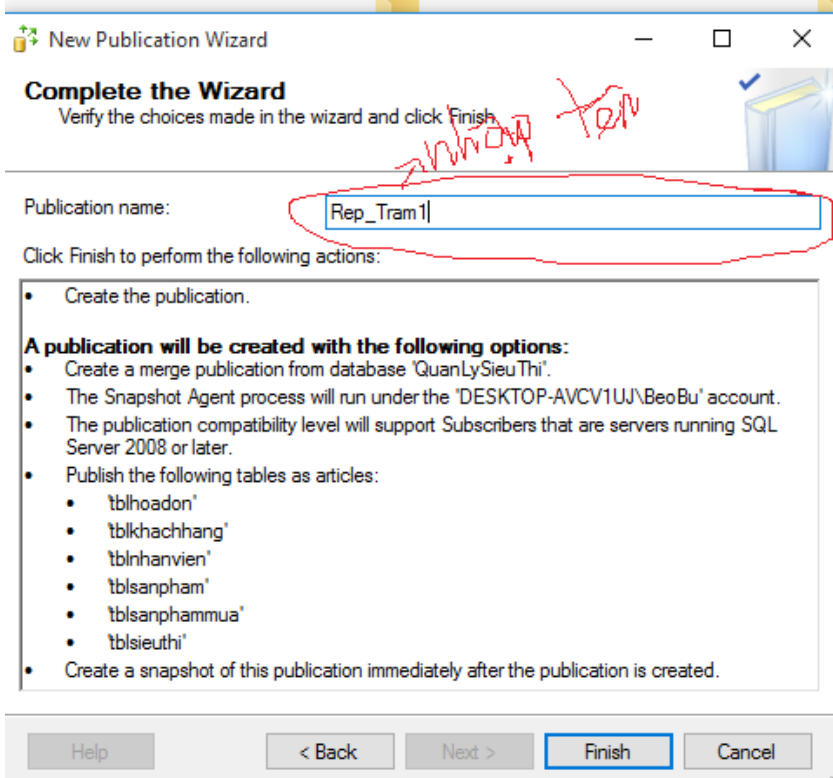 New Publication Wizard
Complete the Wizard
Verify the choices made in the wizard and click Finish.
nhập tên
Publication name:
Rep_Tram1
Click Finish to perform the following actions:
• Create the publication.
A publication will be created with the following options:
• Create a merge publication from database 'QuanLySieuThi'.
• The Snapshot Agent process will run under the 'DESKTOP-AVCV1UJ\BeoBu' account.
• The publication compatibility level will support Subscribers that are servers running SQL
Server 2008 or later.
• Publish the following tables as articles:
• 'tblhoadon'
• 'tblkhachhang'
• 'tblnhanvien'
• 'tblsanpham'
• 'tblsanphammua'
• 'tblsieuthi'
• Create a snapshot of this publication immediately after the publication is created.
Help
< Back
Next >
Finish
Cancel